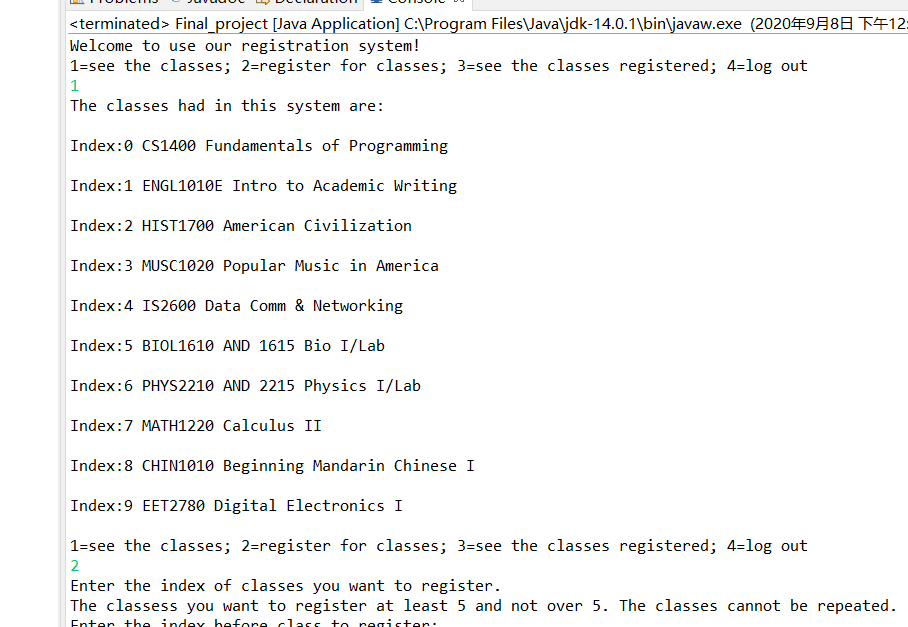 Problems Javadoc Declaration Console
<terminated> Final_project [Java Application] C:\Program Files\Java\jdk-14.0.1\bin\javaw.exe (2020年9月8日 下午12:
Welcome to use our registration system!
1=see the classes; 2=register for classes; 3=see the classes registered; 4=log out
1
The classes had in this system are:
Index:0 CS1400 Fundamentals of Programming
Index:1 ENGL1010E Intro to Academic Writing
Index:2 HIST1700 American Civilization
Index:3 MUSC1020 Popular Music in America
Index:4 IS2600 Data Comm & Networking
Index:5 BIOL1610 AND 1615 Bio I/Lab
Index:6 PHYS2210 AND 2215 Physics I/Lab
Index:7 MATH1220 Calculus II
Index:8 CHIN1010 Beginning Mandarin Chinese I
Index:9 EET2780 Digital Electronics I
1=see the classes; 2=register for classes; 3=see the classes registered; 4=log out
2
Enter the index of classes you want to register.
The classess you want to register at least 5 and not over 5. The classes cannot be repeated.
Enter the index before class to register: